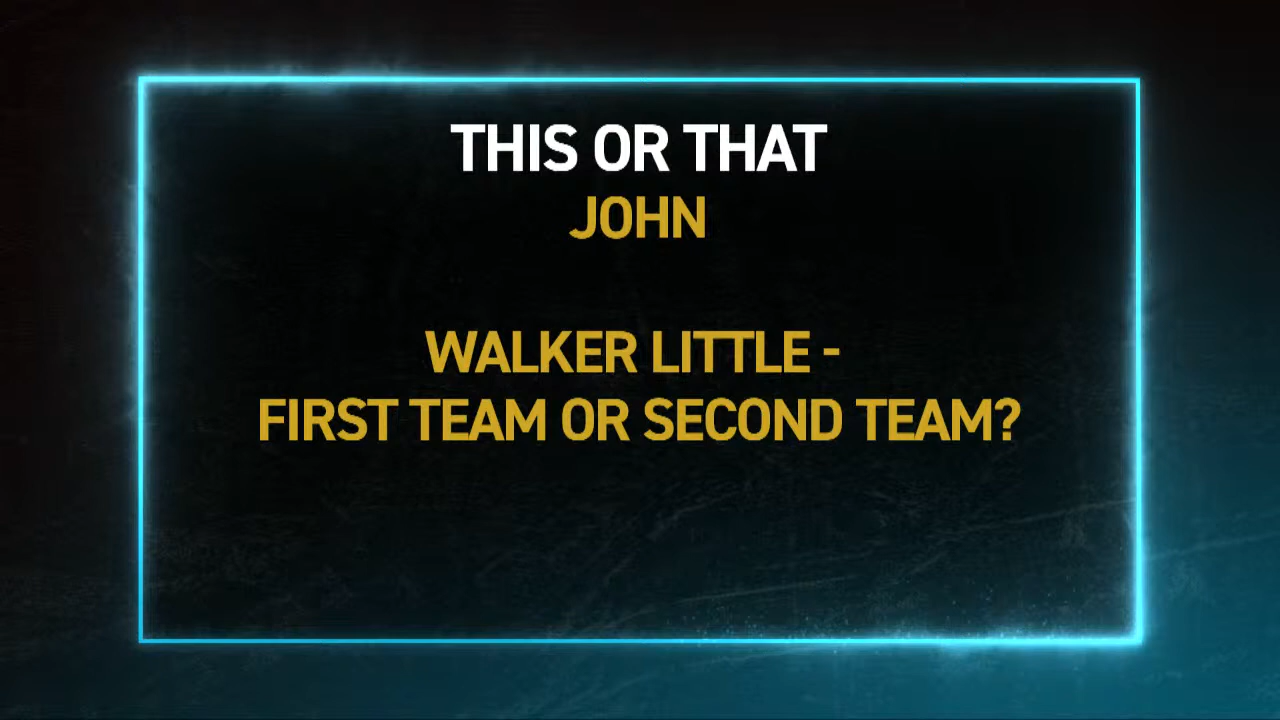 THIS OR THAT
JOHN
WALKER LITTLE -
FIRST TEAM OR SECOND TEAM?